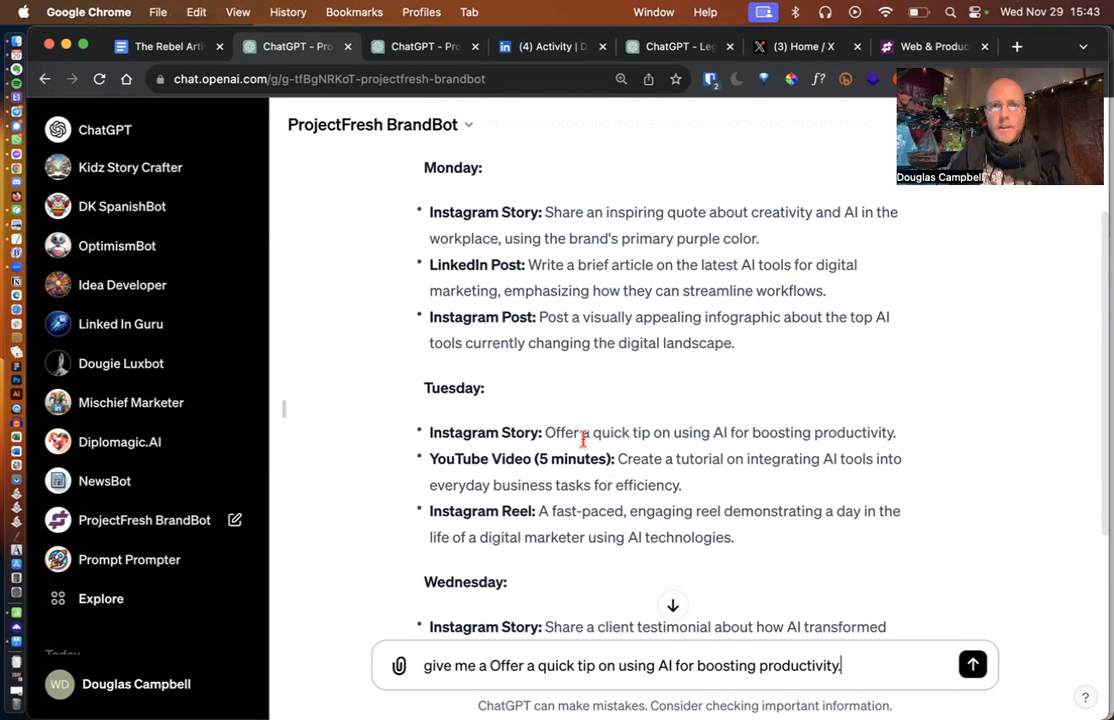 Google Chrome File Edit View History Bookmarks Profiles Tab Window Help Wed Nov 29 15:43
The Rebel Arti ChatGPT - Pro ChatGPT - Pro (4) Activity | D ChatGPT - Leg (3) Home / X Web & Produc
chat.openai.com/g/g-tfBgNRKoT-projectfresh-brandbot
Douglas Campbell
ChatGPT
Kidz Story Crafter
DK SpanishBot
OptimismBot
Idea Developer
Linked In Guru
Dougie Luxbot
Mischief Marketer
Diplomagic.AI
NewsBot
ProjectFresh BrandBot
Prompt Prompter
Explore
Today
WD Douglas Campbell
ProjectFresh BrandBot
Monday:
• Instagram Story: Share an inspiring quote about creativity and AI in the
workplace, using the brand's primary purple color.
• LinkedIn Post: Write a brief article on the latest AI tools for digital
marketing, emphasizing how they can streamline workflows.
• Instagram Post: Post a visually appealing infographic about the top AI
tools currently changing the digital landscape.
Tuesday:
• Instagram Story: Offer a quick tip on using AI for boosting productivity.
• YouTube Video (5 minutes): Create a tutorial on integrating AI tools into
everyday business tasks for efficiency.
• Instagram Reel: A fast-paced, engaging reel demonstrating a day in the
life of a digital marketer using AI technologies.
Wednesday:
• Instagram Story: Share a client testimonial about how AI transformed
give me a Offer a quick tip on using AI for boosting productivity.
ChatGPT can make mistakes. Consider checking important information.
?